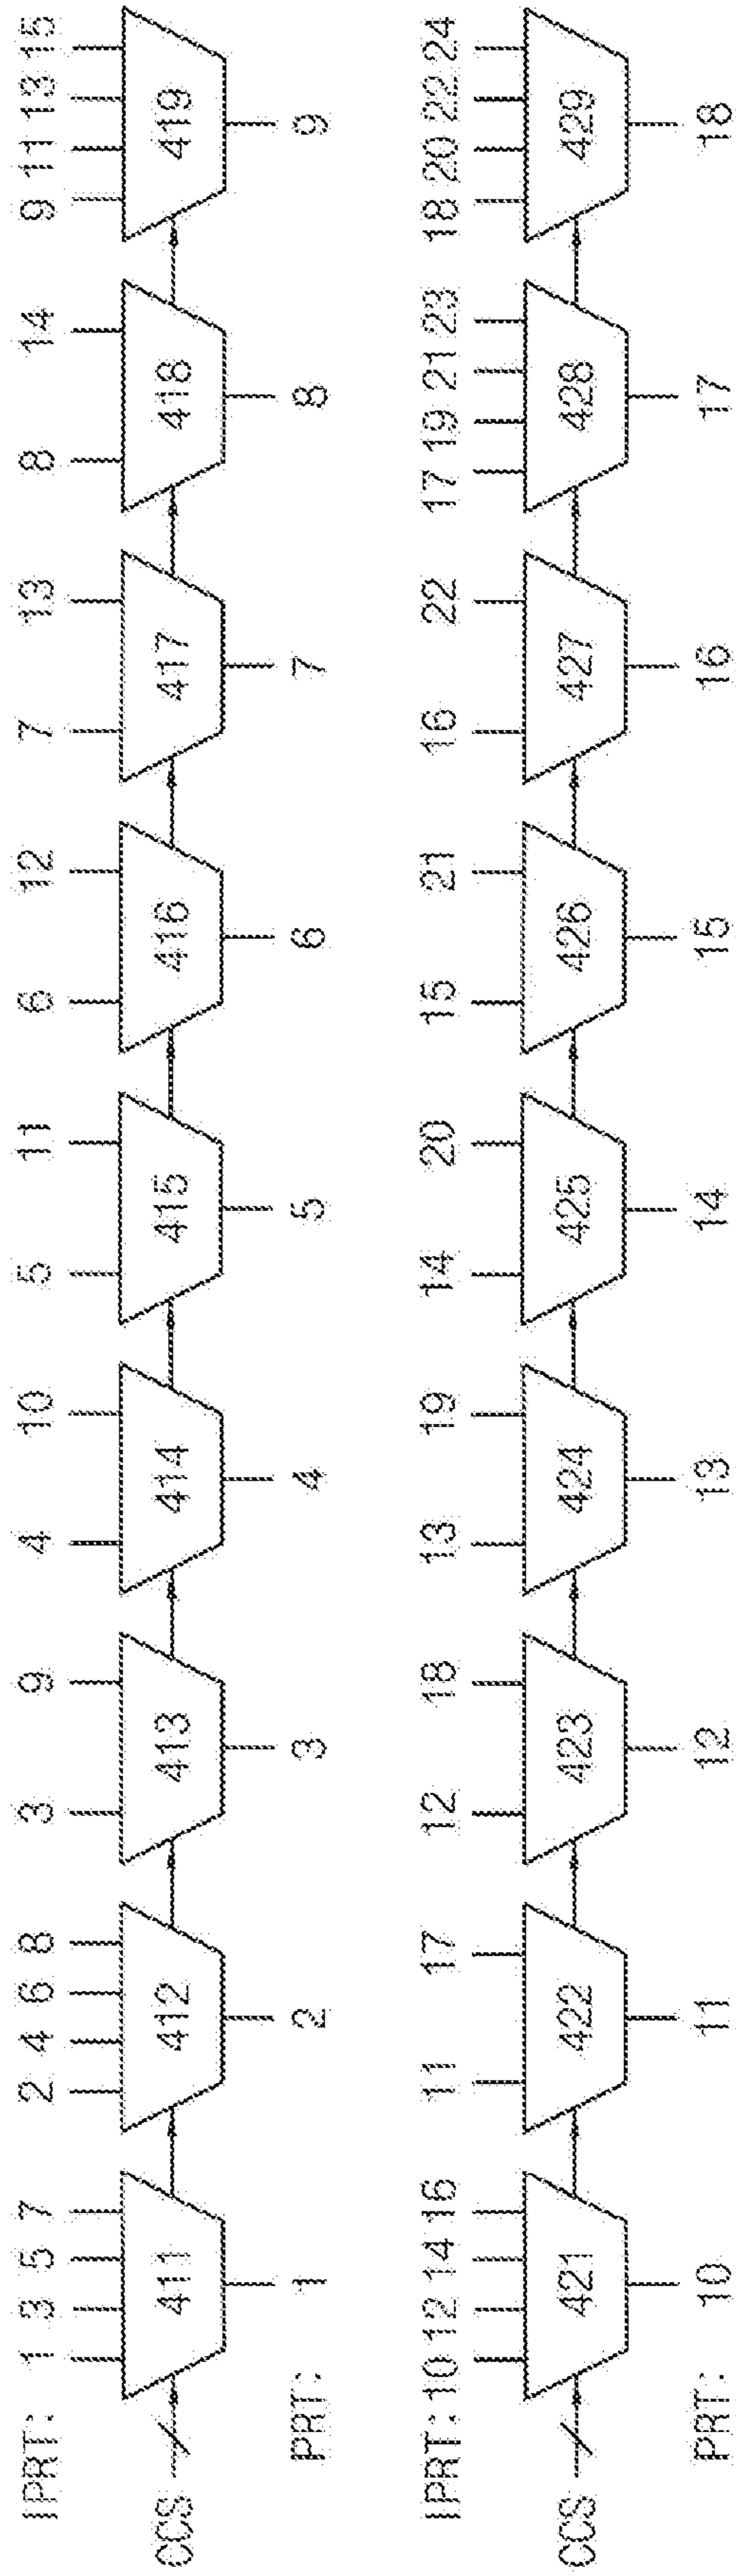 IPRT: 1 3 5 7 2 4 6 8 3 9 4 10 5 11 6 12 7 13 8 14 9 11 13 15
CCS 411 412 413 414 415 416 417 418 419
PRT: 1 2 3 4 5 6 7 8 9
IPRT: 10 12 14 16 11 17 12 18 13 19 14 20 15 21 16 22 17 19 21 23 18 20 22 24
CCS 421 422 423 424 425 426 427 428 429
PRT: 10 11 12 13 14 15 16 17 18